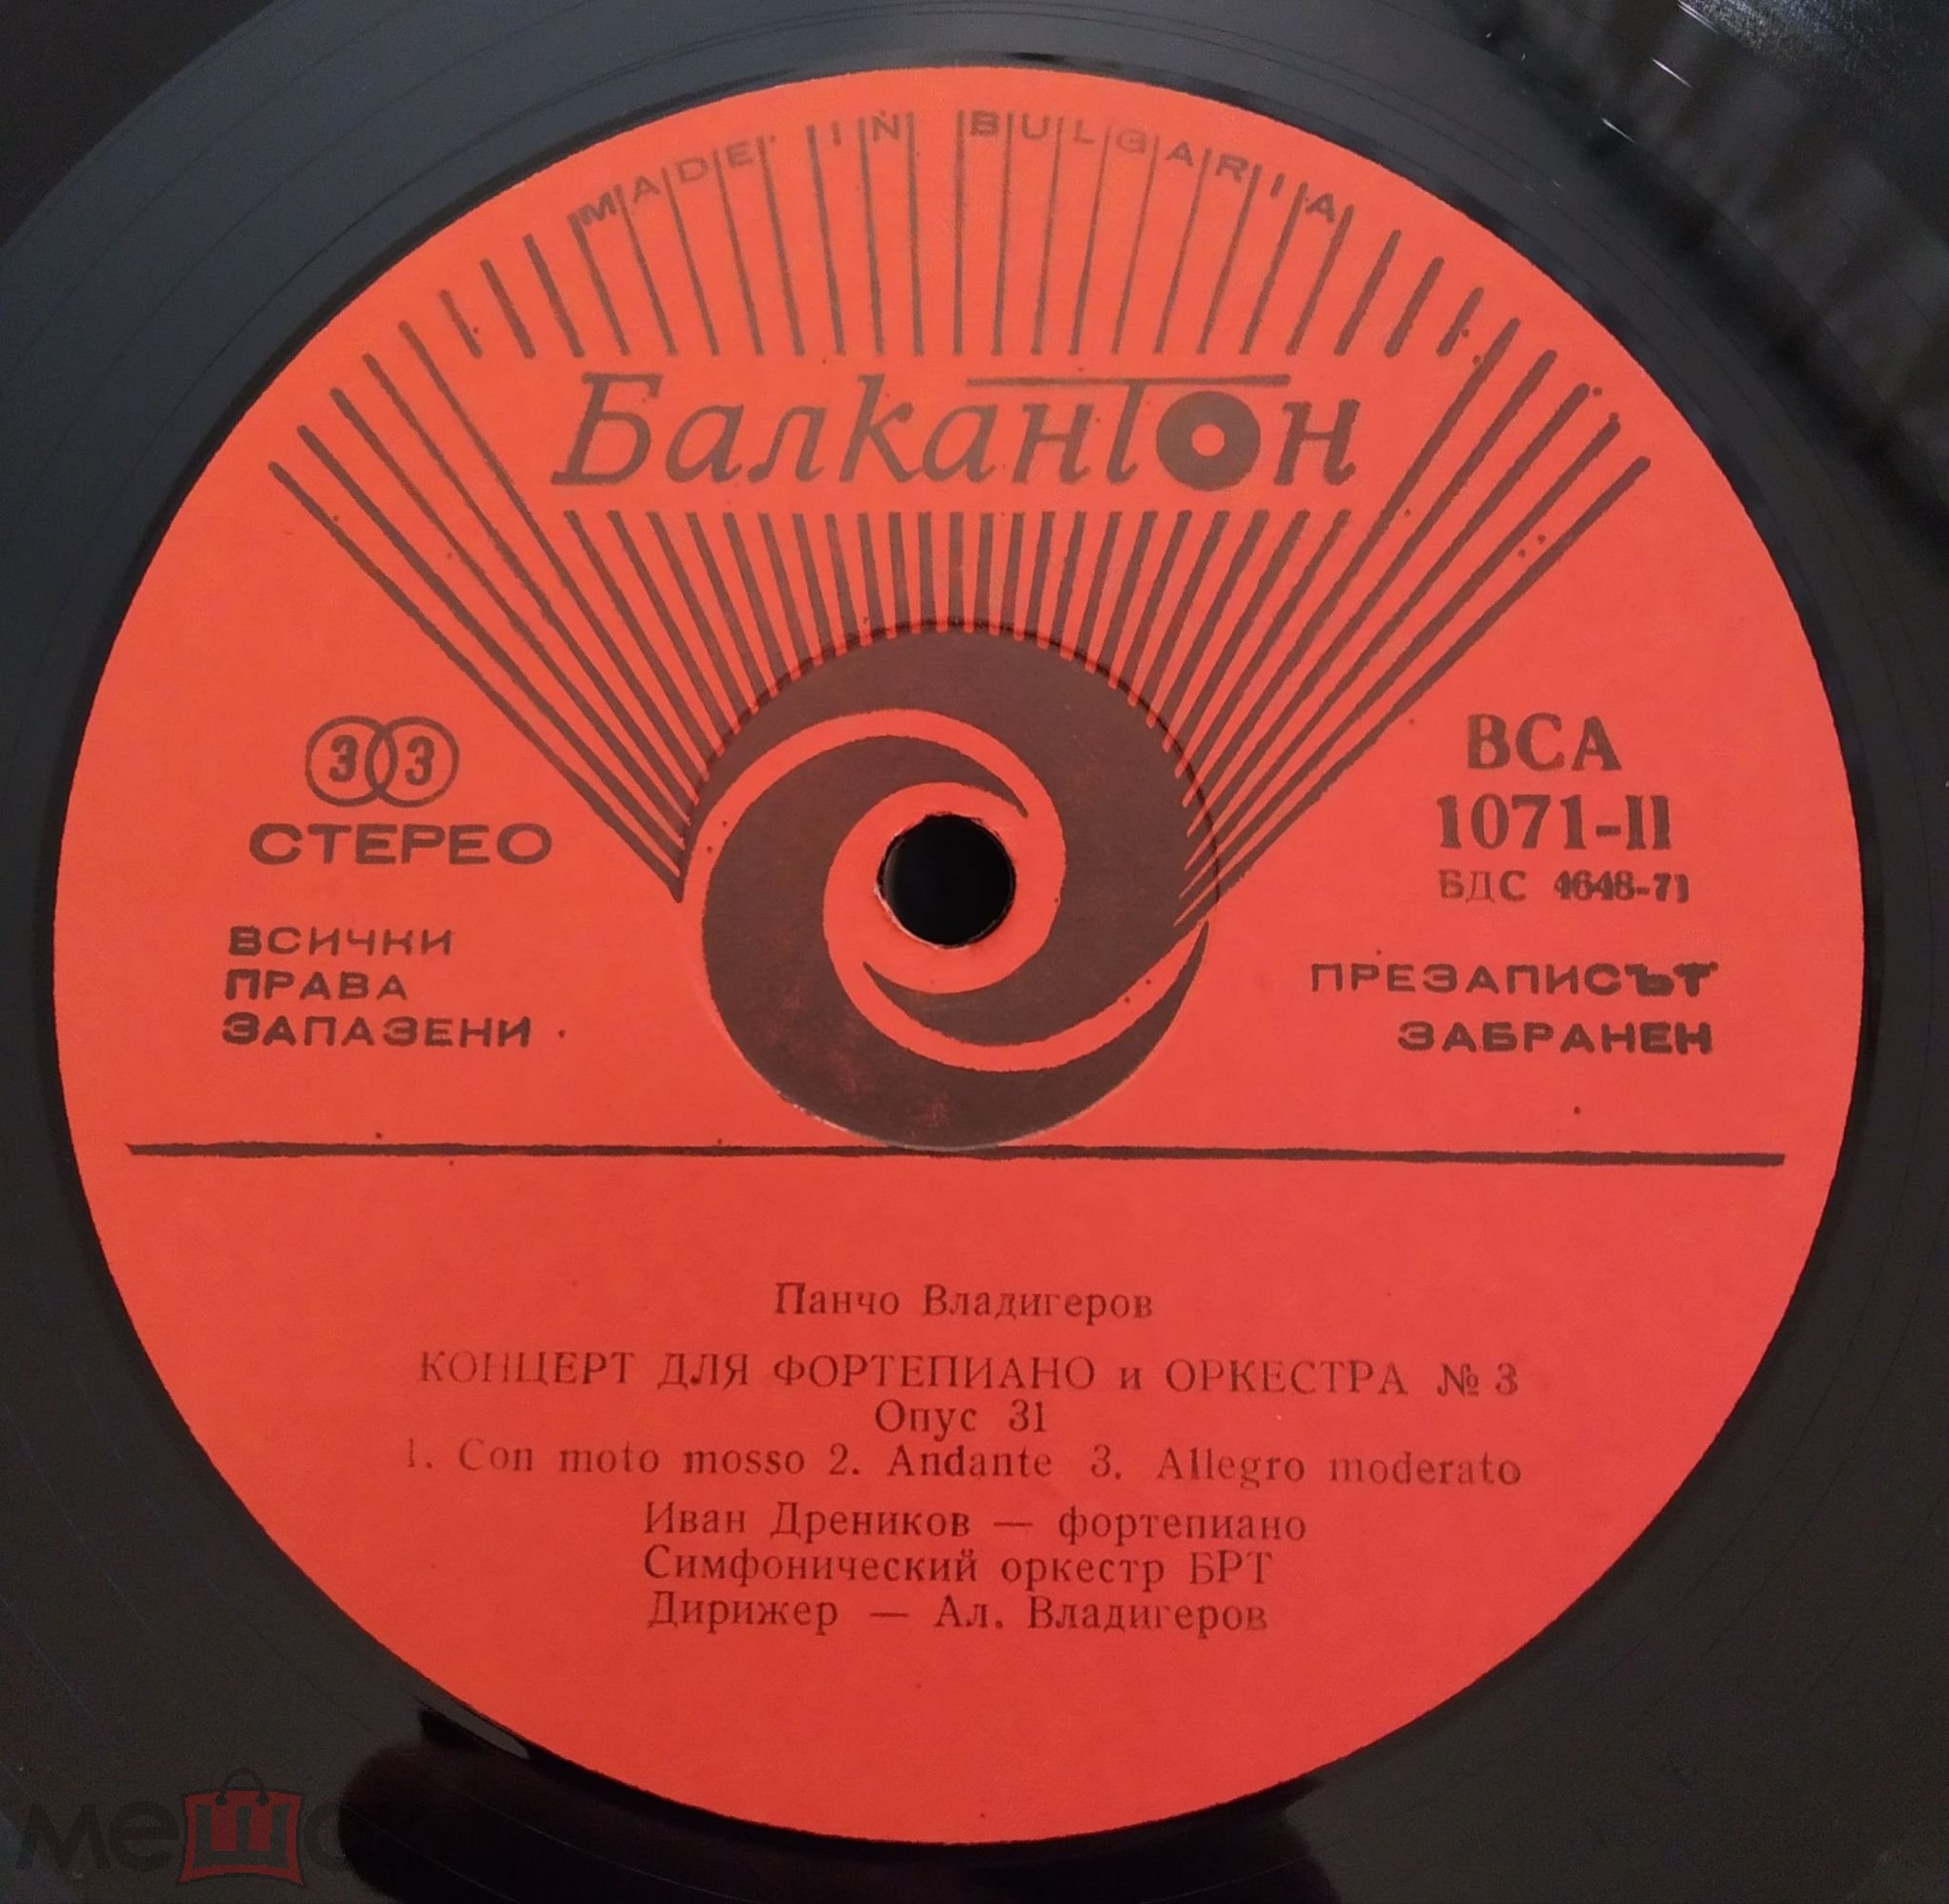 MADE IN BULGARIA
Балкантон
33
СТЕРЕО
ВСИЧКИ
ПРАВА
ЗАПАЗЕНИ
ВСА
1071-II
БДС 4648-71
ПРЕЗАПИСЪТ
ЗАБРАНЕН
Панчо Владигеров
КОНЦЕРТ ДЛЯ ФОРТЕПИАНО и ОРКЕСТРА № 3
Опус 31
1. Con moto mosso 2. Andante 3. Allegro moderato
Иван Дреников — фортепиано
Симфонический оркестр БРТ
Дирижер — Ал. Владигеров
мешо